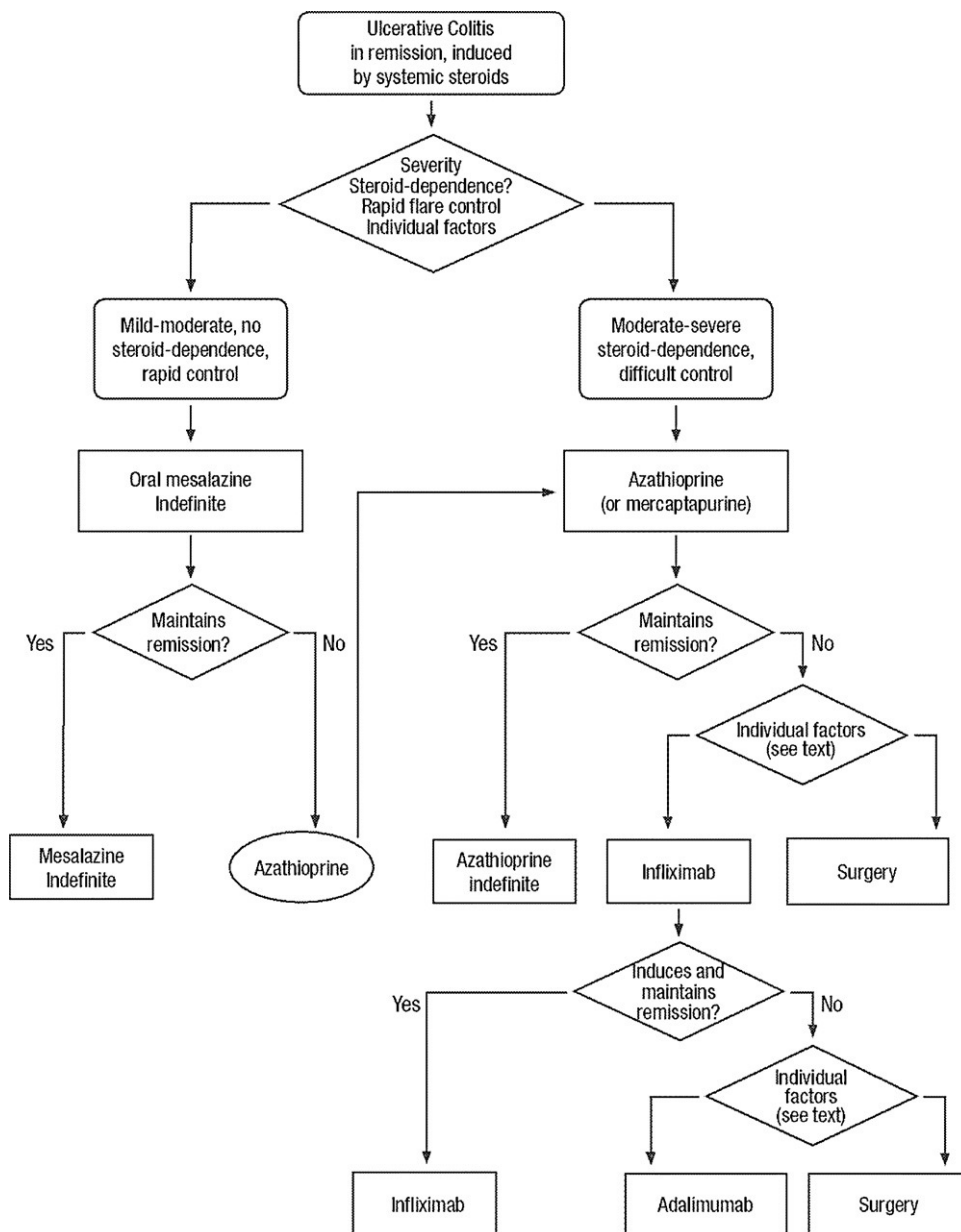 Ulcerative Colitis
in remission, induced
by systemic steroids
Severity
Steroid-dependence?
Rapid flare control
Individual factors
Mild-moderate, no
steroid-dependence,
rapid control
Moderate-severe
steroid-dependence,
difficult control
Oral mesalazine
Indefinite
Azathioprine
(or mercaptapurine)
Maintains
remission?
Yes
No
Maintains
remission?
Yes
No
Individual factors
(see text)
Mesalazine
Indefinite
Azathioprine
Azathioprine
indefinite
Infliximab
Surgery
Induces and
maintains
remission?
Yes
No
Individual
factors
(see text)
Infliximab
Adalimumab
Surgery